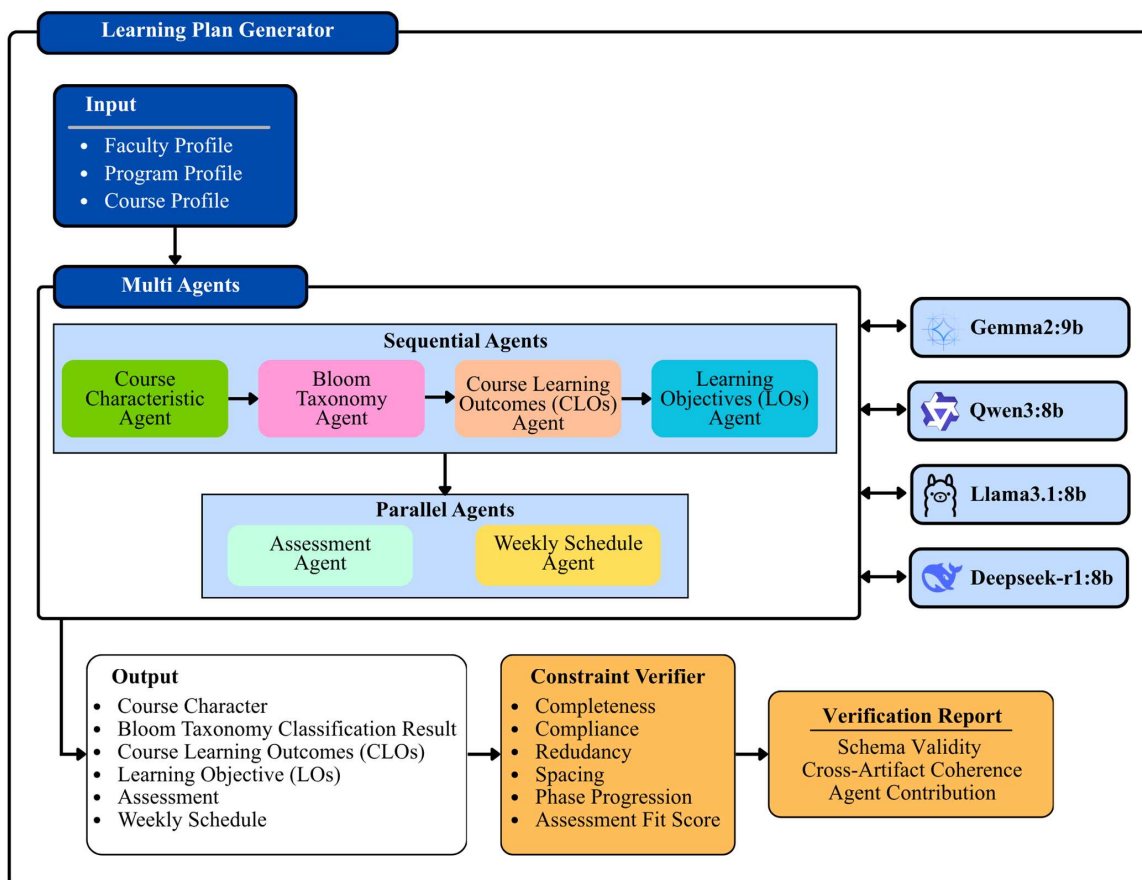 Learning Plan Generator
Input
• Faculty Profile
• Program Profile
• Course Profile
Multi Agents
Sequential Agents
Course
Characteristic
Agent
Bloom
Taxonomy
Agent
Course Learning
Outcomes (CLOs)
Agent
Learning
Objectives (LOs)
Agent
Parallel Agents
Assessment
Agent
Weekly Schedule
Agent
Gemma2:9b
Qwen3:8b
Llama3.1:8b
Deepseek-r1:8b
Output
• Course Character
• Bloom Taxonomy Classification Result
• Course Learning Outcomes (CLOs)
• Learning Objective (LOs)
• Assessment
• Weekly Schedule
Constraint Verifier
• Completeness
• Compliance
• Redudancy
• Spacing
• Phase Progression
• Assessment Fit Score
Verification Report
Schema Validity
Cross-Artifact Coherence
Agent Contribution